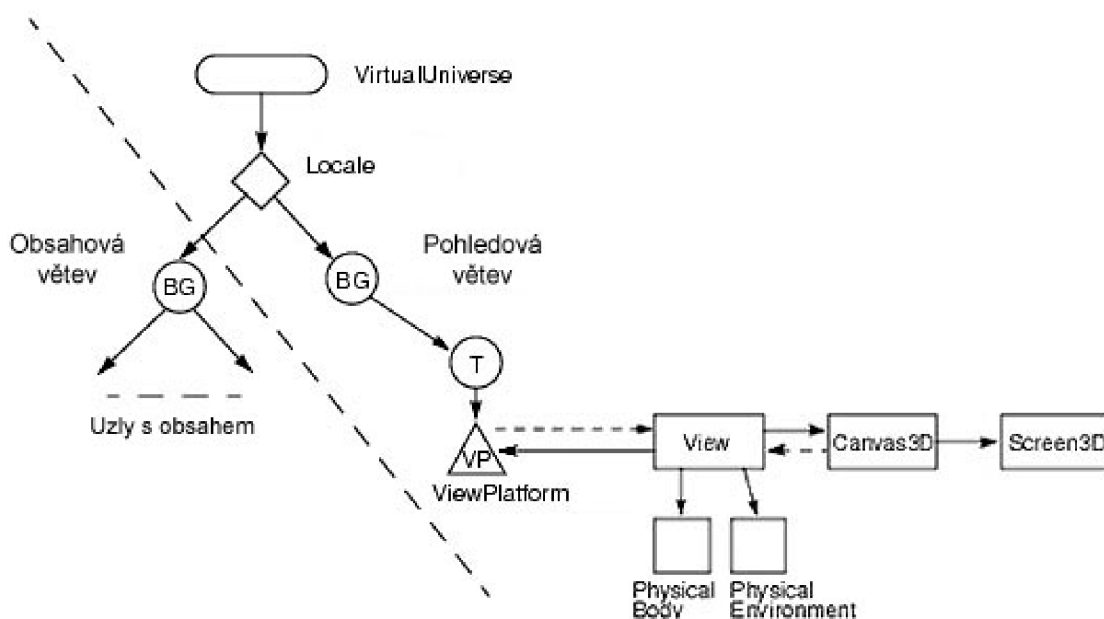 VirtualUniverse
Locale
Obsahová
větev
Pohledová
větev
BG
BG
T
Uzly s obsahem
VP
ViewPlatform
View
Canvas3D
Screen3D
Physical
Body
Physical
Environment